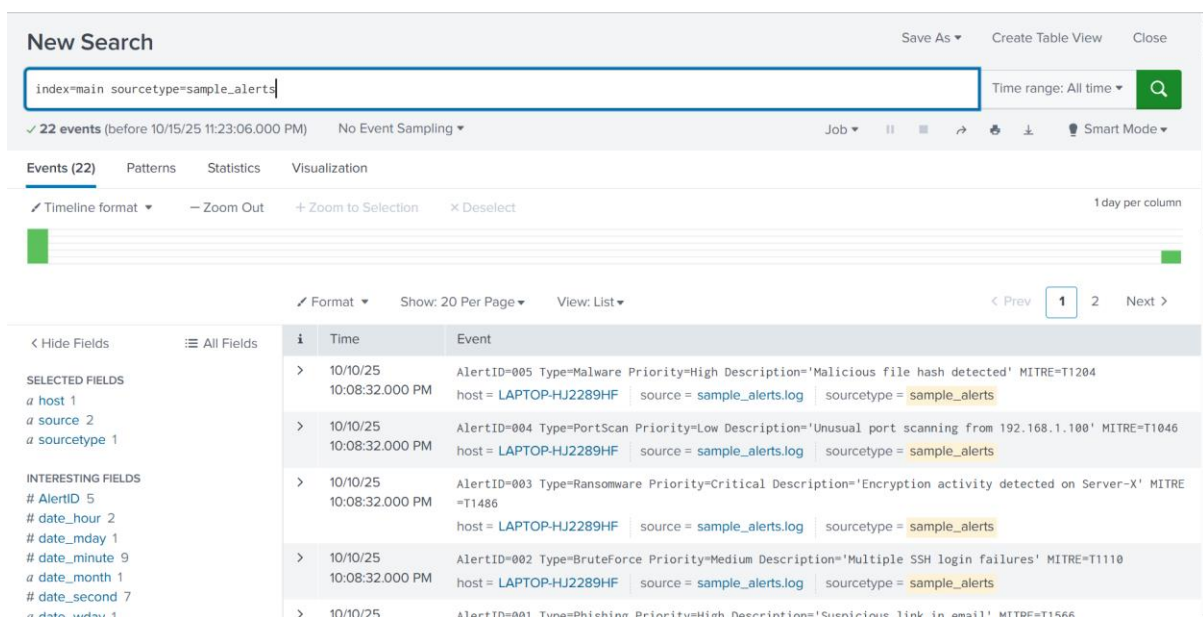 New Search
Save As
Create Table View
Close
index=main sourcetype=sample_alerts
Time range: All time
22 events (before 10/15/25 11:23:06.000 PM)
No Event Sampling
Job
Smart Mode
Events (22)
Patterns
Statistics
Visualization
Timeline format
— Zoom Out
+ Zoom to Selection
× Deselect
1 day per column
Format
Show: 20 Per Page
View: List
< Prev
1
2
Next >
< Hide Fields
All Fields
SELECTED FIELDS
a host 1
a source 2
a sourcetype 1
INTERESTING FIELDS
# AlertID 5
# date_hour 2
# date_mday 1
# date_minute 9
a date_month 1
# date_second 7
a date_wday 1
i
Time
Event
>
10/10/25
10:08:32.000 PM
AlertID=005 Type=Malware Priority=High Description='Malicious file hash detected' MITRE=T1204
host = LAPTOP-HJ2289HF
source = sample_alerts.log
sourcetype = sample_alerts
>
10/10/25
10:08:32.000 PM
AlertID=004 Type=PortScan Priority=Low Description='Unusual port scanning from 192.168.1.100' MITRE=T1046
host = LAPTOP-HJ2289HF
source = sample_alerts.log
sourcetype = sample_alerts
>
10/10/25
10:08:32.000 PM
AlertID=003 Type=Ransomware Priority=Critical Description='Encryption activity detected on Server-X' MITRE
=T1486
host = LAPTOP-HJ2289HF
source = sample_alerts.log
sourcetype = sample_alerts
>
10/10/25
10:08:32.000 PM
AlertID=002 Type=BruteForce Priority=Medium Description='Multiple SSH login failures' MITRE=T1110
host = LAPTOP-HJ2289HF
source = sample_alerts.log
sourcetype = sample_alerts
>
10/10/25
AlertID=001 Type=Phishing Priority=High Description='Suspicious link in email' MITRE=T1566